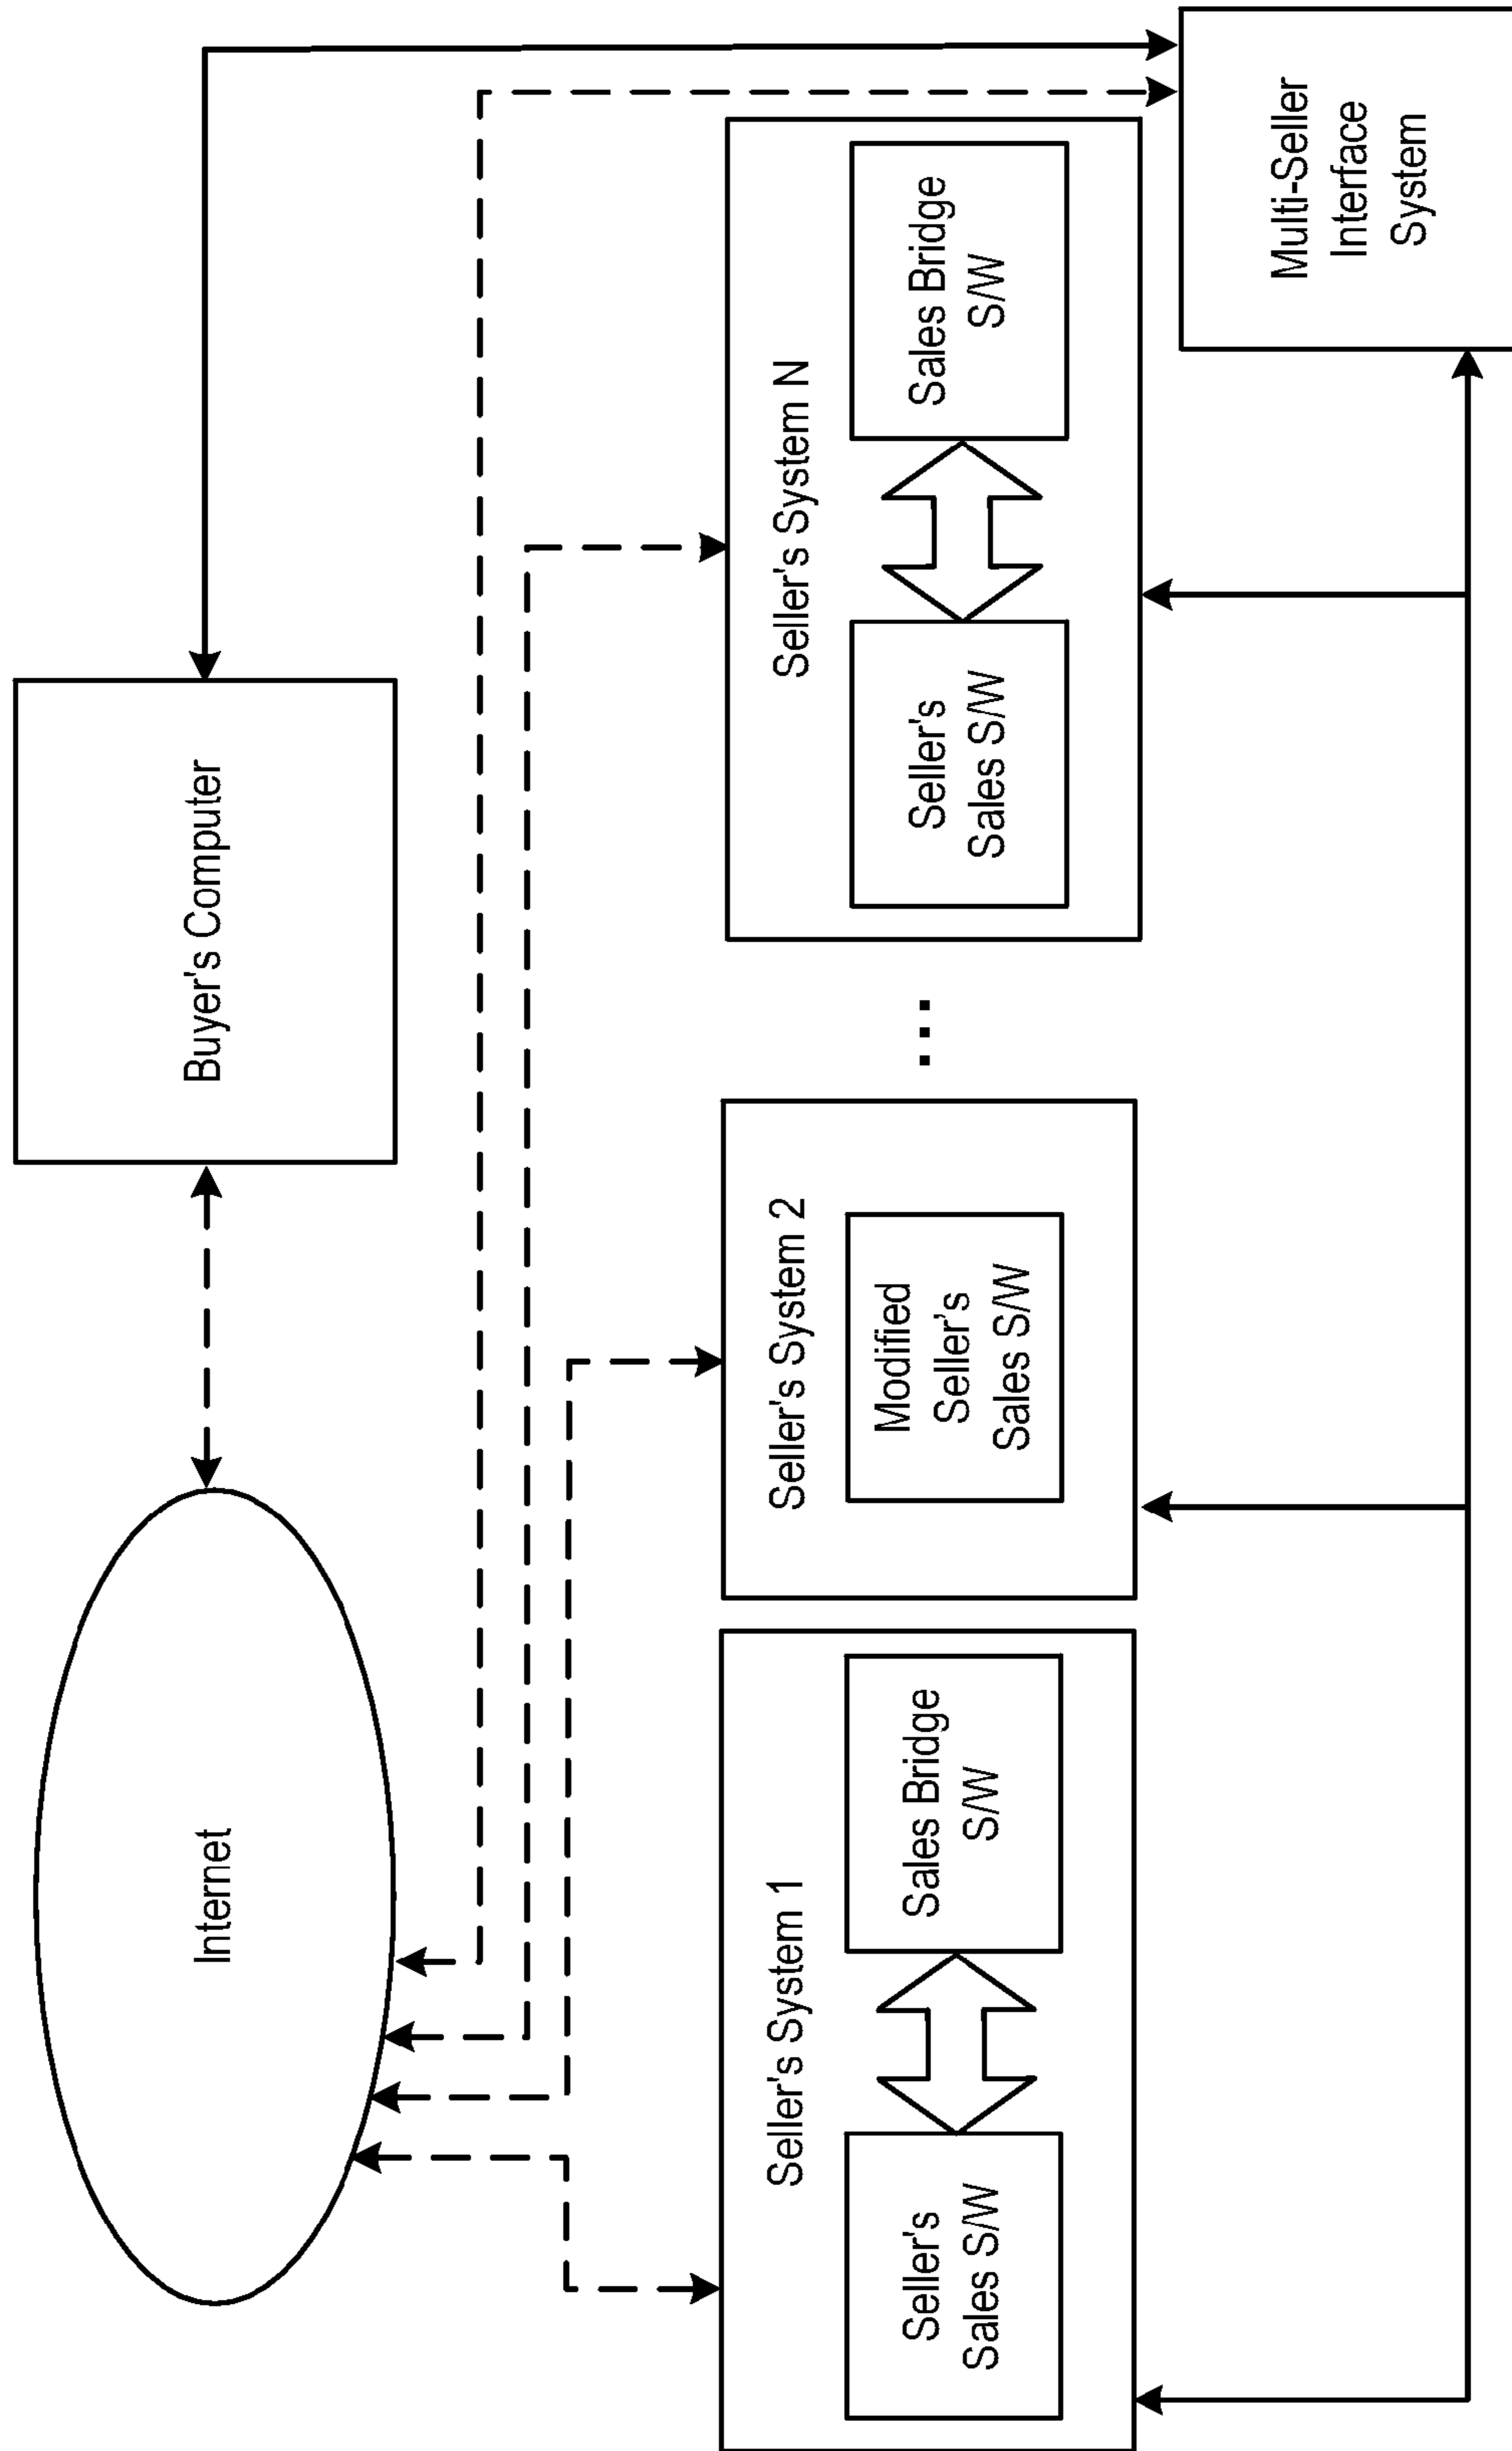 Internet
Buyer's Computer
Seller's System 1
Seller's
Sales S/W
Sales Bridge
S/W
Seller's System 2
Modified
Seller's
Sales S/W
...
Seller's System N
Seller's
Sales S/W
Sales Bridge
S/W
Multi-Seller
Interface
System